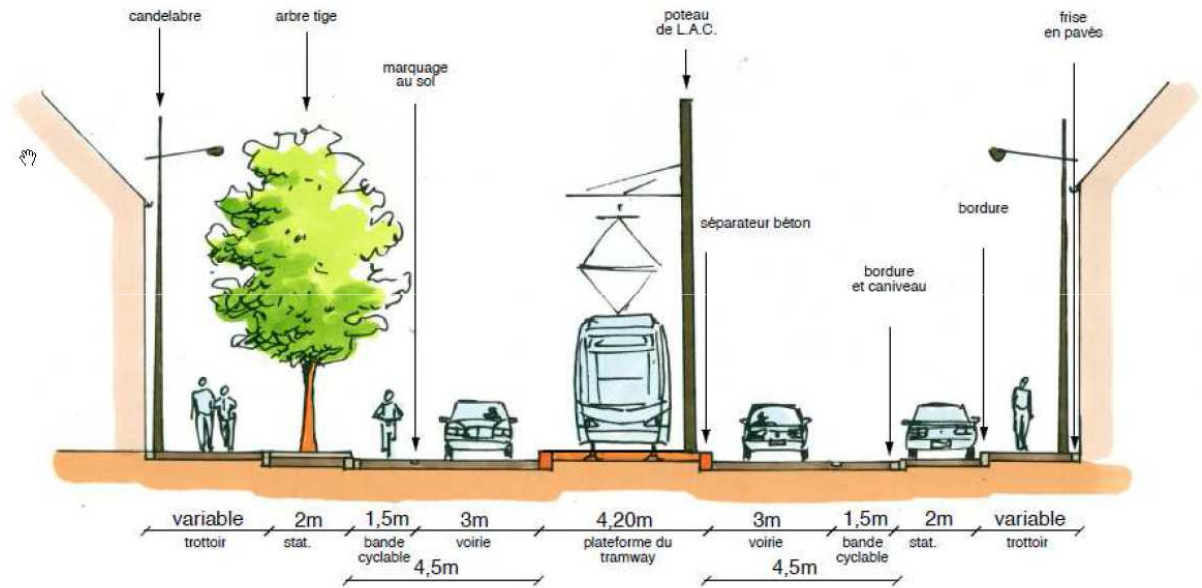 candelabre
arbre tige
poteau
de L.A.C.
frise
en pavés
marquage
au sol
bordure
séparateur béton
bordure
et caniveau
variable
2m
1,5m
3m
4,20m
3m
1,5m
2m
variable
trottoir
stat.
bande
cyclable
voirie
plateforme du
tramway
voirie
bande
cyclable
stat.
trottoir
4,5m
4,5m